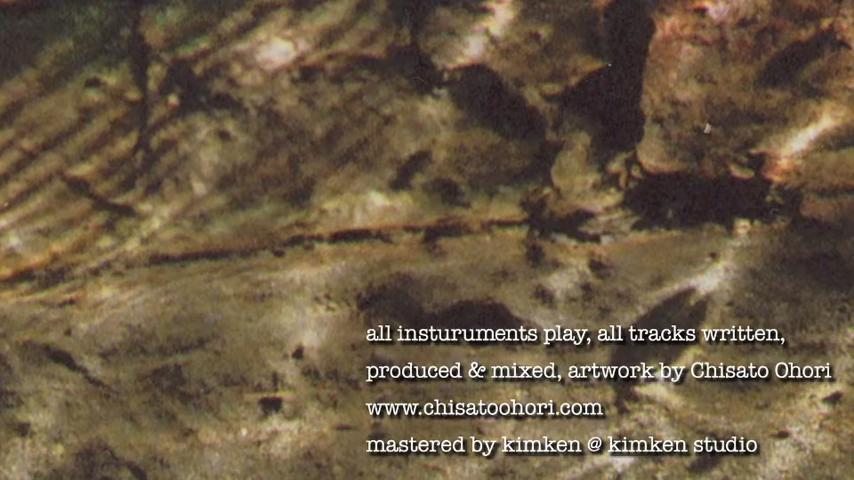 all insturuments play, all tracks written,
produced & mixed, artwork by Chisato Ohori
www.chisatoohori.com
mastered by kimken @ kimken studio